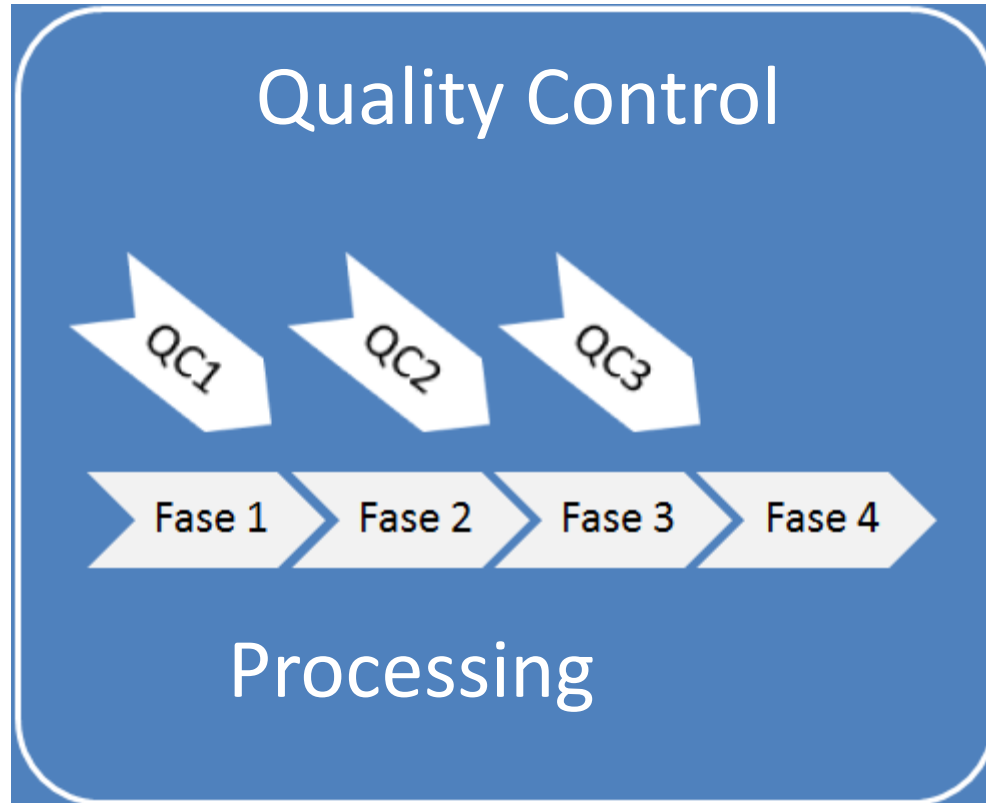 Quality Control
QC1
QC2
QC3
Fase 1
Fase 2
Fase 3
Fase 4
Processing